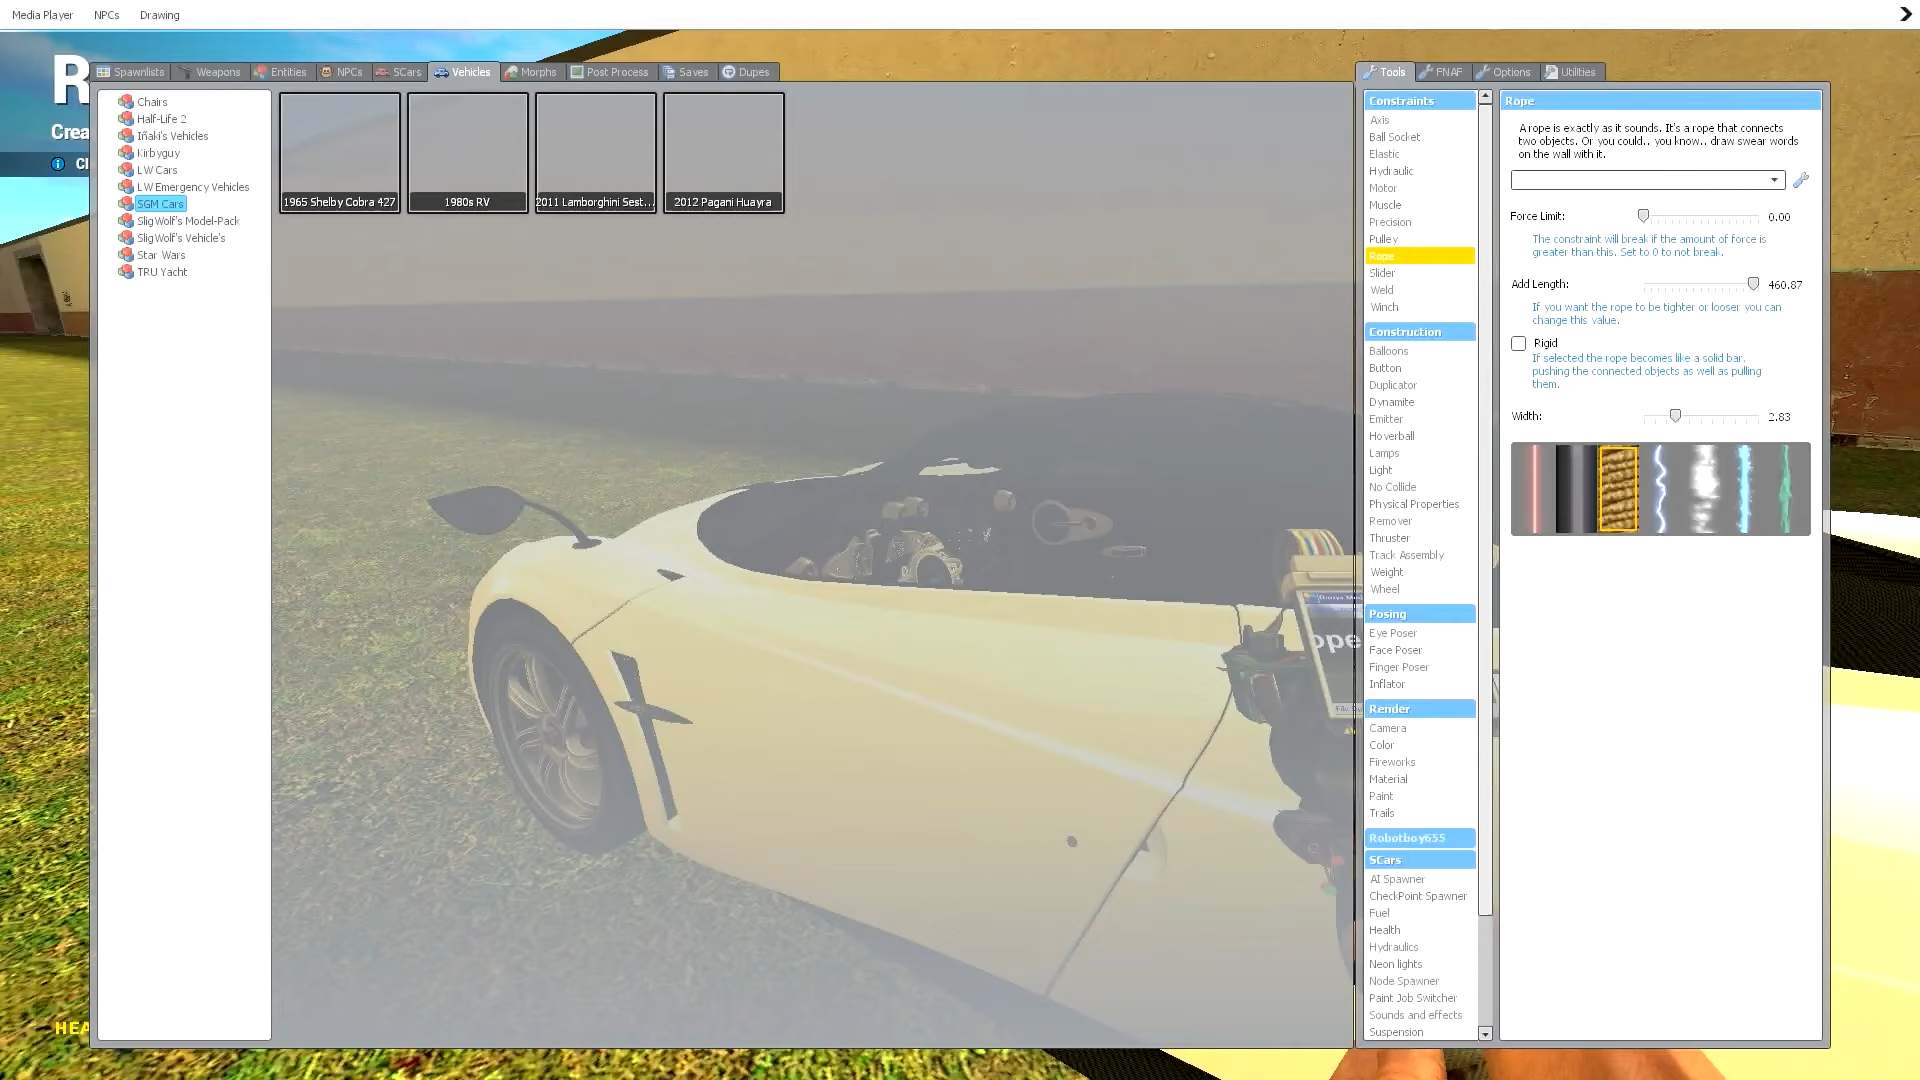 Media Player
NPCs
Drawing
R
Crea
Cl
Spawnlists
Weapons
Entities
NPCs
SCars
Vehicles
Morphs
Post Process
Saves
Dupes
Chairs
Half-Life 2
Iñaki's Vehicles
Kirbyguy
LW Cars
LW Emergency Vehicles
SGM Cars
SligWolf's Model-Pack
SligWolf's Vehicle's
Star Wars
TRU Yacht
1965 Shelby Cobra 427
1980s RV
2011 Lamborghini Sest...
2012 Pagani Huayra
ope
HEA
Tools
FNAF
Options
Utilities
Constraints
Axis
Ball Socket
Elastic
Hydraulic
Motor
Muscle
Precision
Pulley
Rope
Slider
Weld
Winch
Construction
Balloons
Button
Duplicator
Dynamite
Emitter
Hoverball
Lamps
Light
No Collide
Physical Properties
Remover
Thruster
Track Assembly
Weight
Wheel
Posing
Eye Poser
Face Poser
Finger Poser
Inflator
Render
Camera
Color
Fireworks
Material
Paint
Trails
Robotboy655
SCars
AI Spawner
CheckPoint Spawner
Fuel
Health
Hydraulics
Neon lights
Node Spawner
Paint Job Switcher
Sounds and effects
Suspension
Rope
A rope is exactly as it sounds. It's a rope that connects
two objects. Or you could.. you know.. draw swear words
on the wall with it.
Force Limit:
0.00
The constraint will break if the amount of force is
greater than this. Set to 0 to not break.
Add Length:
460.87
If you want the rope to be tighter or looser you can
change this value.
Rigid
If selected the rope becomes like a solid bar,
pushing the connected objects as well as pulling
them.
Width:
2.83